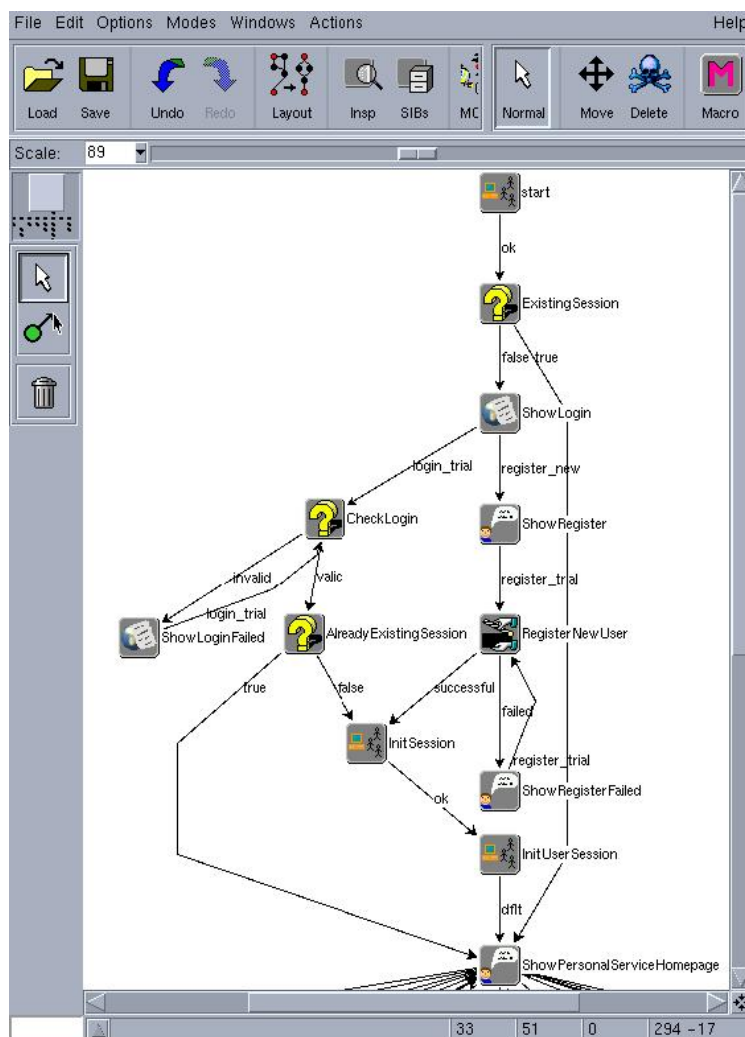 File Edit Options Modes Windows Actions Help
Load Save Undo Redo Layout Insp SIBs MC Normal Move Delete Macro
Scale: 89
start
ok
ExistingSession
false true
ShowLogin
login_trial register_new
CheckLogin
ShowRegister
invalid valic register_trial
login_trial
ShowLoginFailed
AlreadyExistingSession
RegisterNewUser
true false successful
failed
InitSession
register_trial
ShowRegisterFailed
ok
InitUserSession
dflt
ShowPersonalServiceHomepage
33 51 0 294 -17